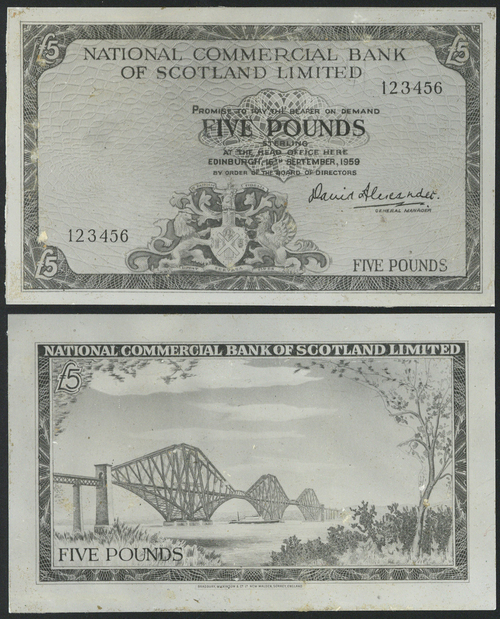 £5
£5
NATIONAL COMMERCIAL BANK
OF SCOTLAND LIMITED
123456
PROMISE TO PAY THE BEARER ON DEMAND
FIVE POUNDS
STERLING
AT THE HEAD OFFICE HERE
EDINBURGH, 16TH SEPTEMBER, 1959
BY ORDER OF THE BOARD OF DIRECTORS
David Alexander.
GENERAL MANAGER
123456
£5
FIVE POUNDS
NATIONAL COMMERCIAL BANK OF SCOTLAND LIMITED
£5
FIVE POUNDS